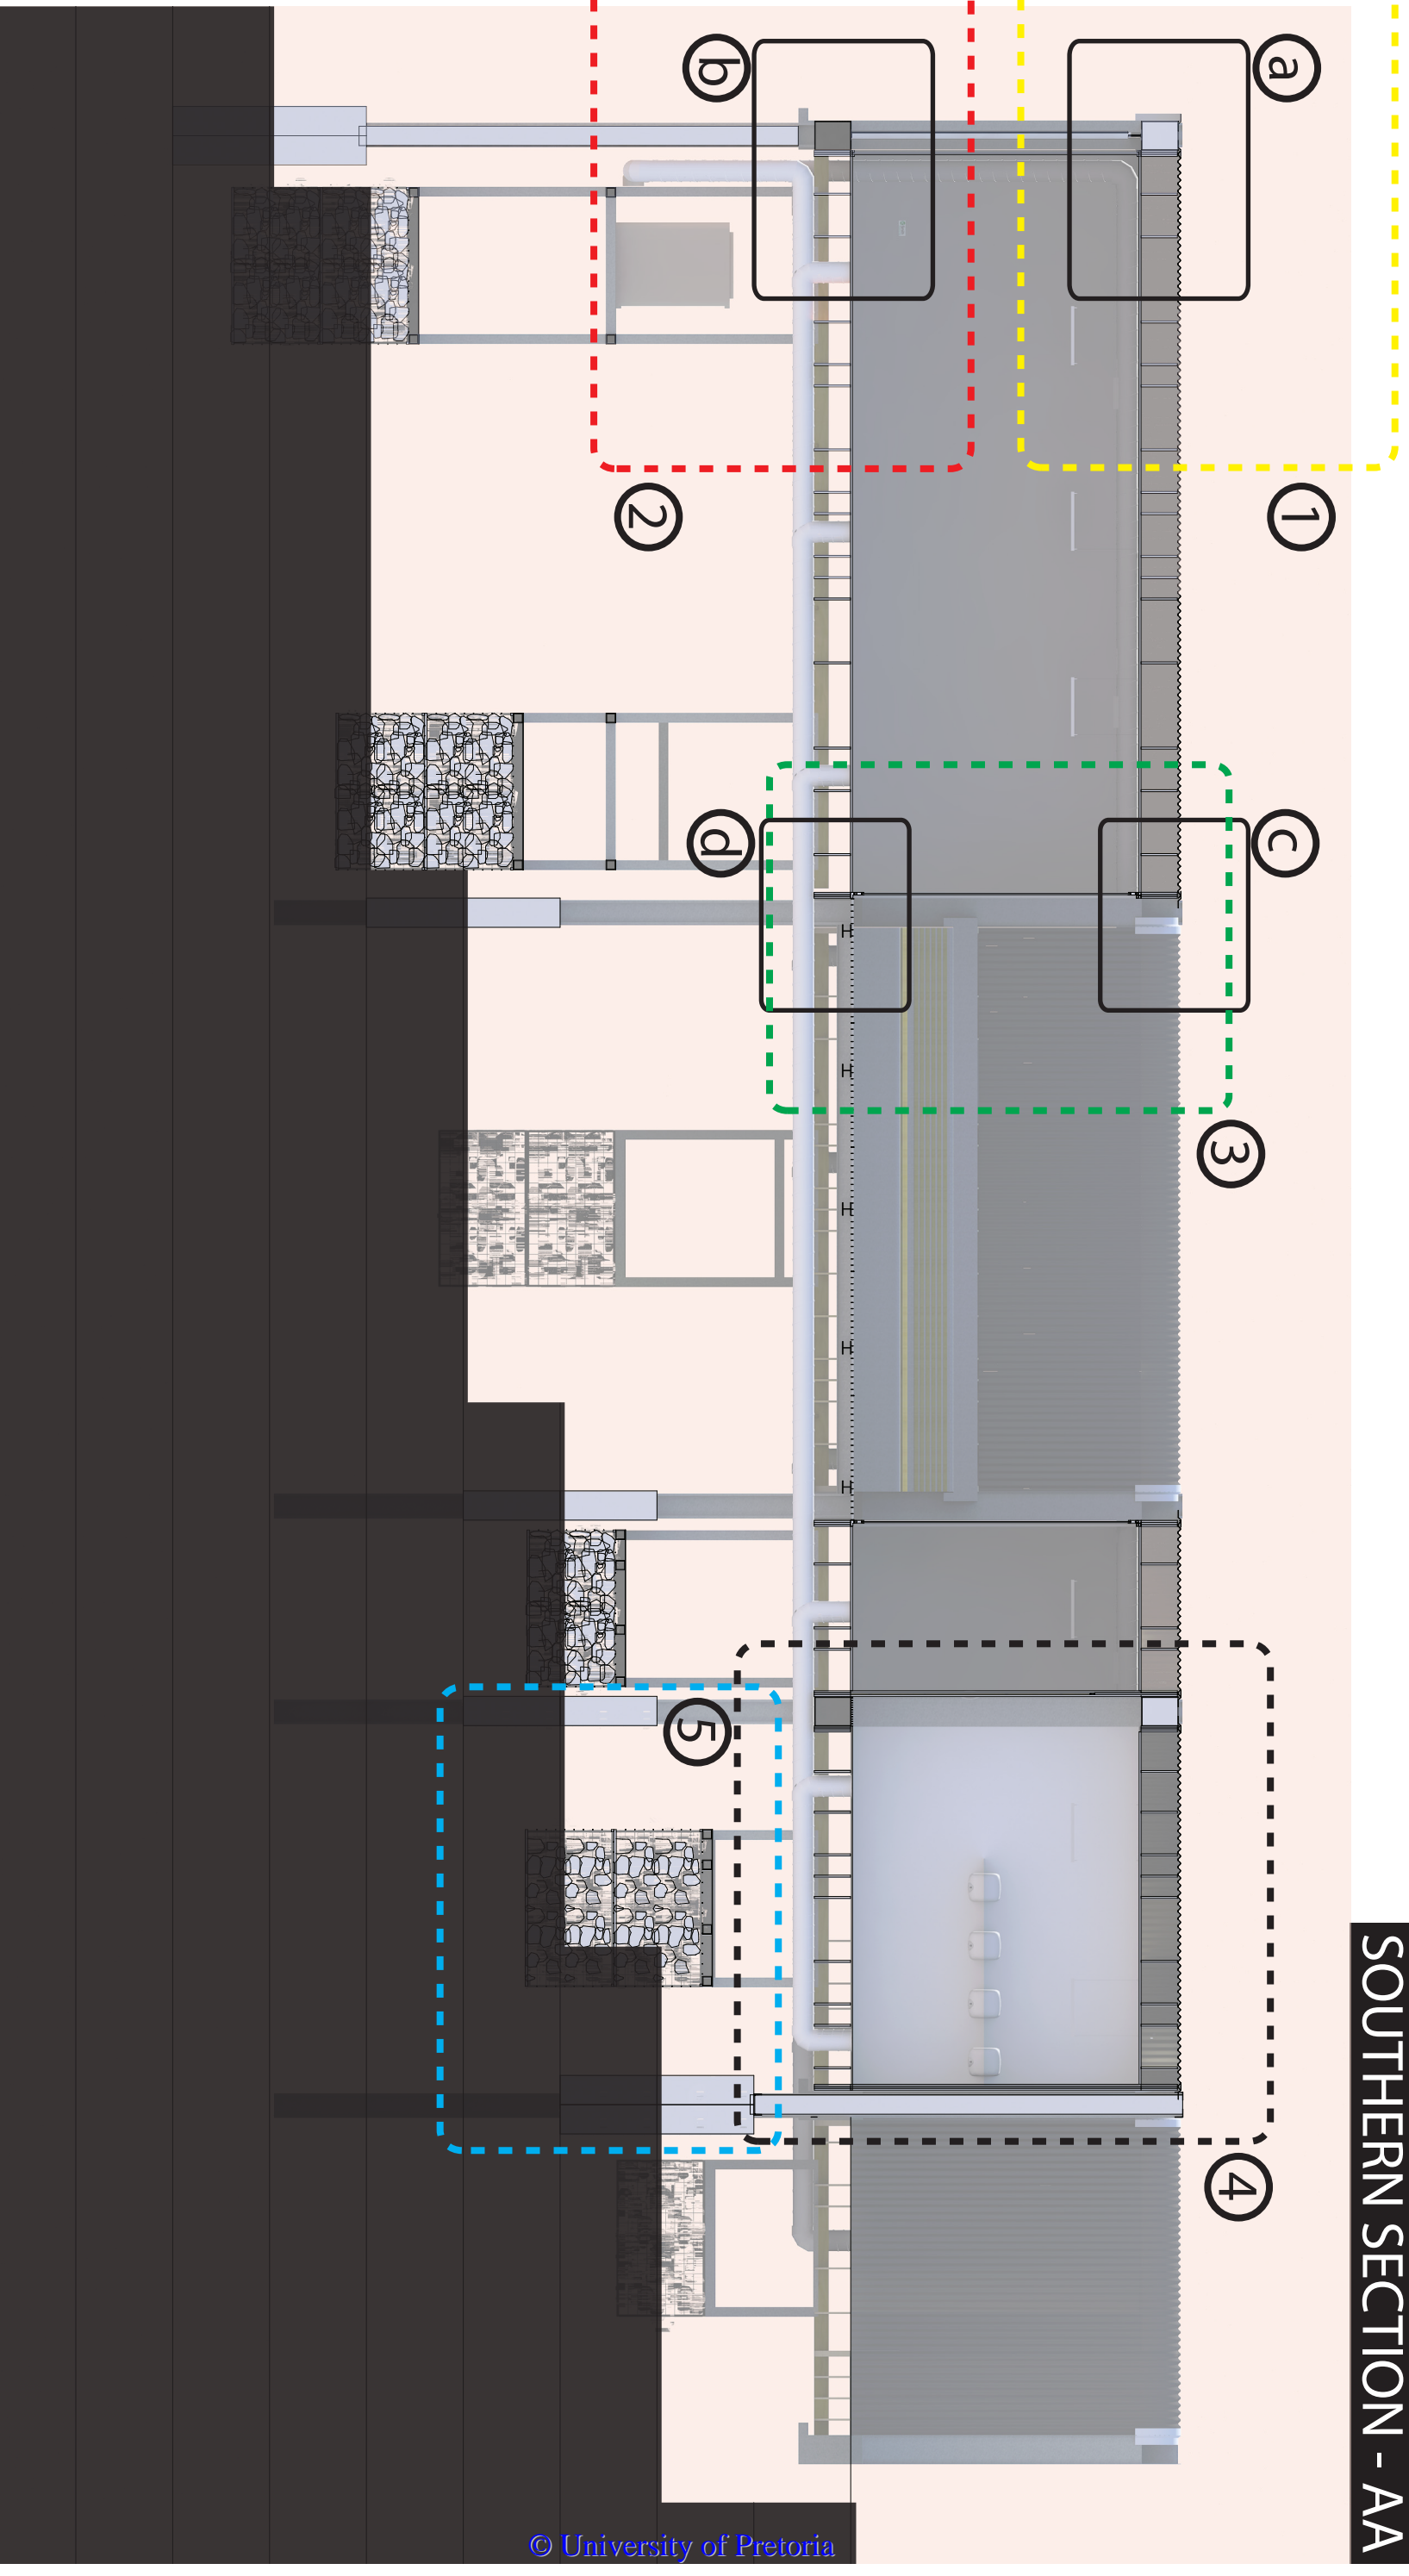 SOUTHERN SECTION - AA
a
b
1
2
c
d
3
4
5
H
H
H
H
H
© University of Pretoria